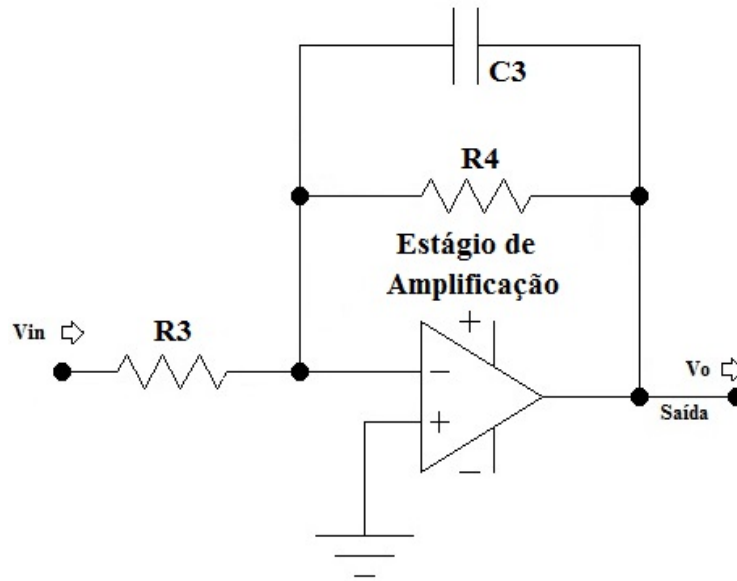 C3
R4
Estágio de
Amplificação
Vin
R3
+
−
+
−
Vo
Saída